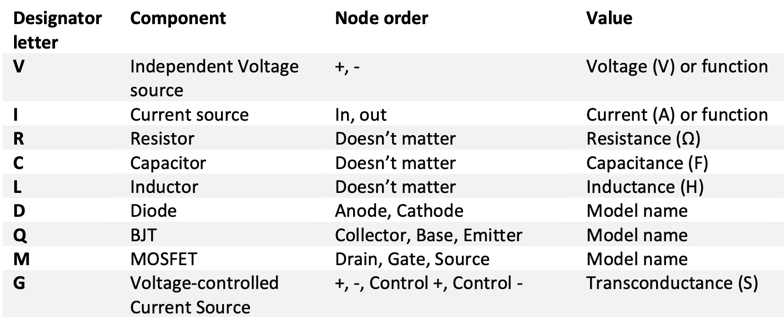 Designator letter Component Node order Value
V Independent Voltage source +, - Voltage (V) or function
I Current source In, out Current (A) or function
R Resistor Doesn’t matter Resistance (Ω)
C Capacitor Doesn’t matter Capacitance (F)
L Inductor Doesn’t matter Inductance (H)
D Diode Anode, Cathode Model name
Q BJT Collector, Base, Emitter Model name
M MOSFET Drain, Gate, Source Model name
G Voltage-controlled Current Source +, -, Control +, Control - Transconductance (S)